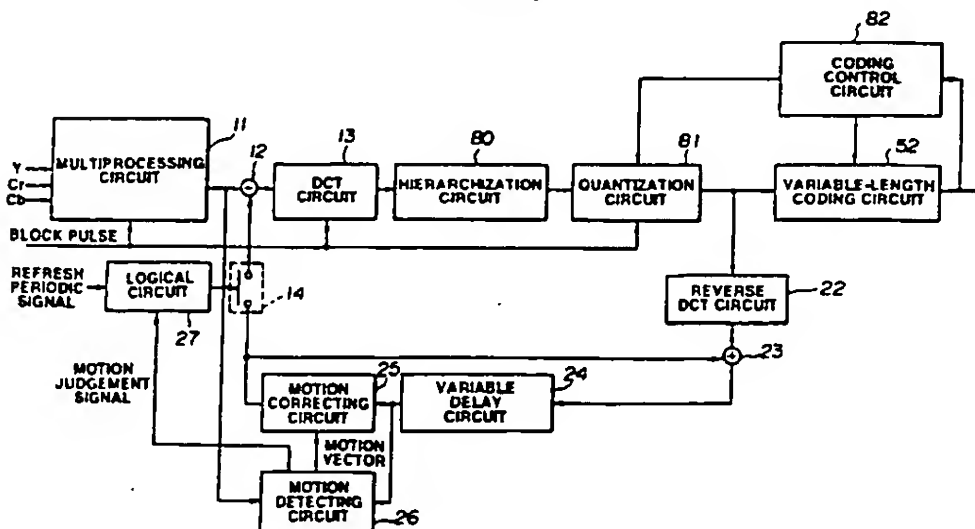 82
CODING
CONTROL
CIRCUIT
11
MULTIPROCESSING
CIRCUIT
Y
Cr
Cb
12
13
DCT
CIRCUIT
80
HIERARCHIZATION
CIRCUIT
81
QUANTIZATION
CIRCUIT
52
VARIABLE-LENGTH
CODING CIRCUIT
BLOCK PULSE
REFRESH
PERIODIC
SIGNAL
LOGICAL
CIRCUIT
27
14
REVERSE
DCT CIRCUIT
22
23
MOTION
JUDGEMENT
SIGNAL
25
MOTION
CORRECTING
CIRCUIT
24
VARIABLE
DELAY
CIRCUIT
MOTION
VECTOR
MOTION
DETECTING
CIRCUIT
26